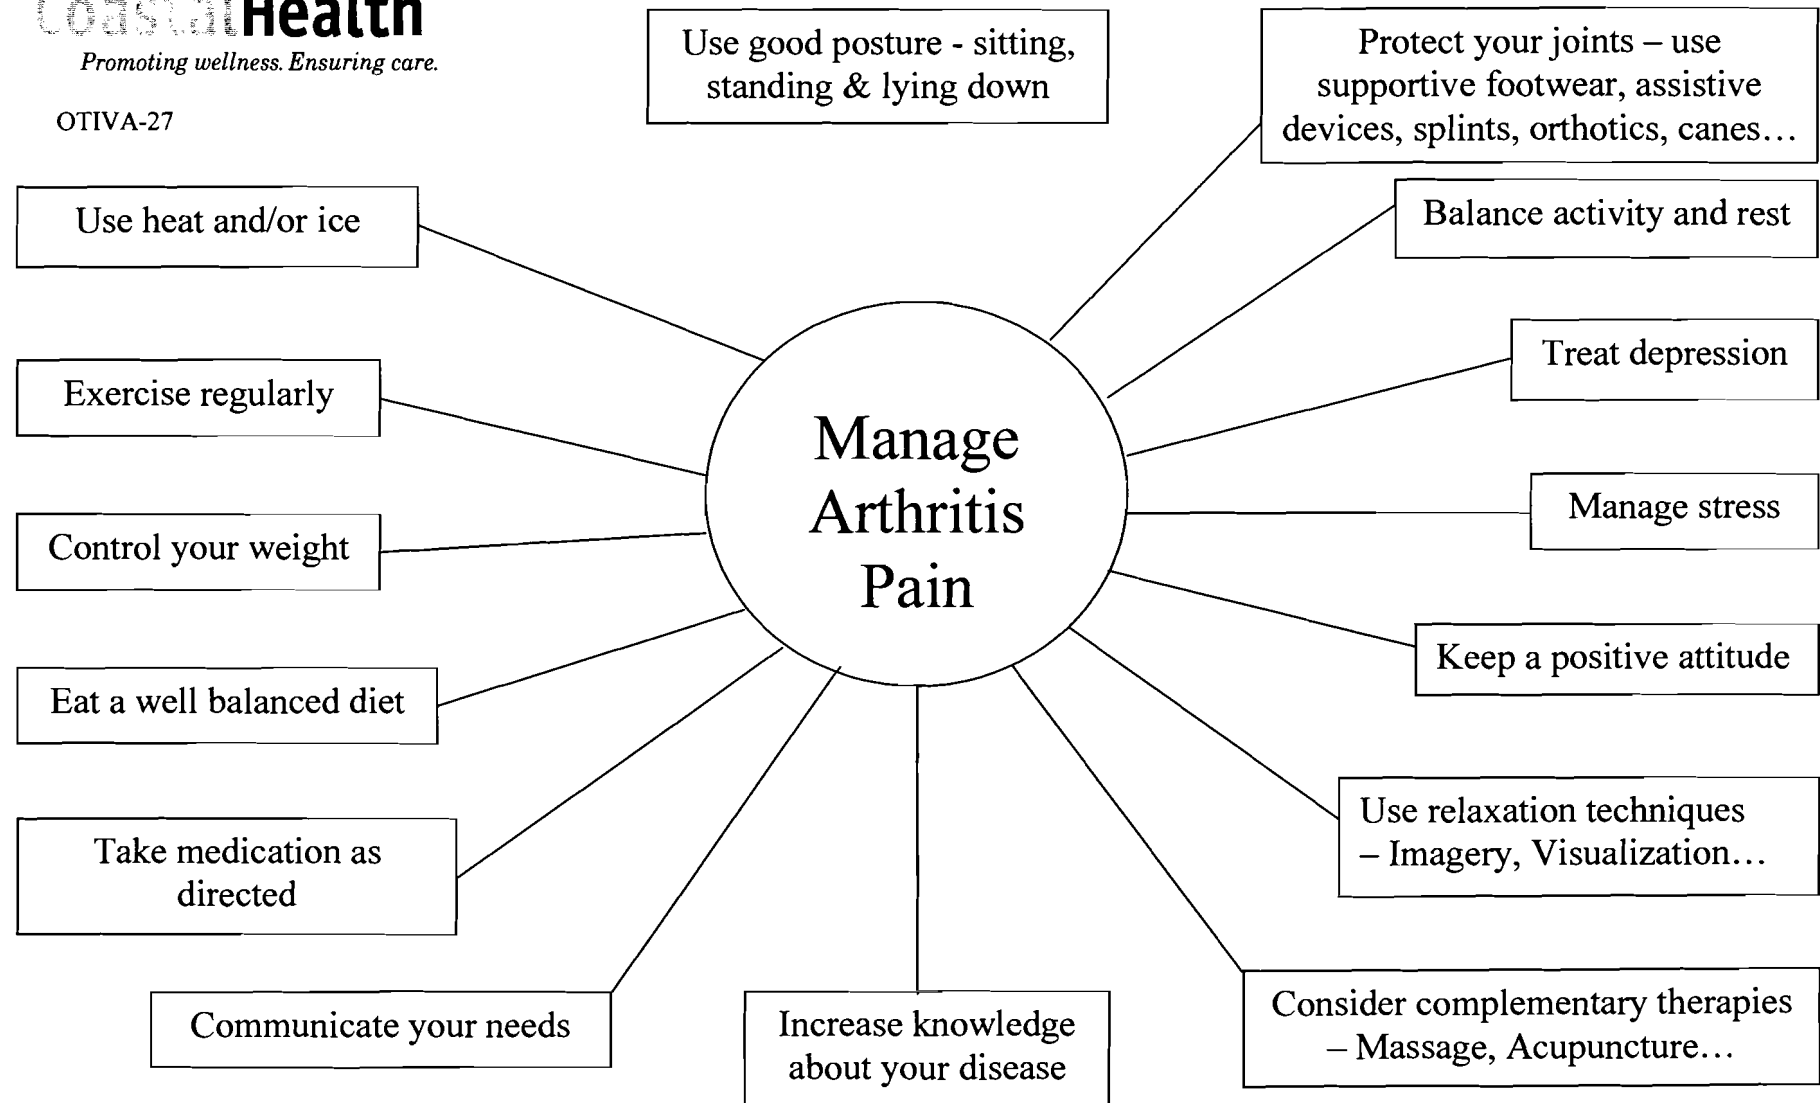 CoastalHealth
Promoting wellness. Ensuring care.
OTIVA-27
Use good posture - sitting,
standing & lying down
Protect your joints – use
supportive footwear, assistive
devices, splints, orthotics, canes…
Use heat and/or ice
Balance activity and rest
Exercise regularly
Treat depression
Manage
Arthritis
Pain
Control your weight
Manage stress
Eat a well balanced diet
Keep a positive attitude
Take medication as
directed
Use relaxation techniques
– Imagery, Visualization…
Communicate your needs
Increase knowledge
about your disease
Consider complementary therapies
– Massage, Acupuncture…